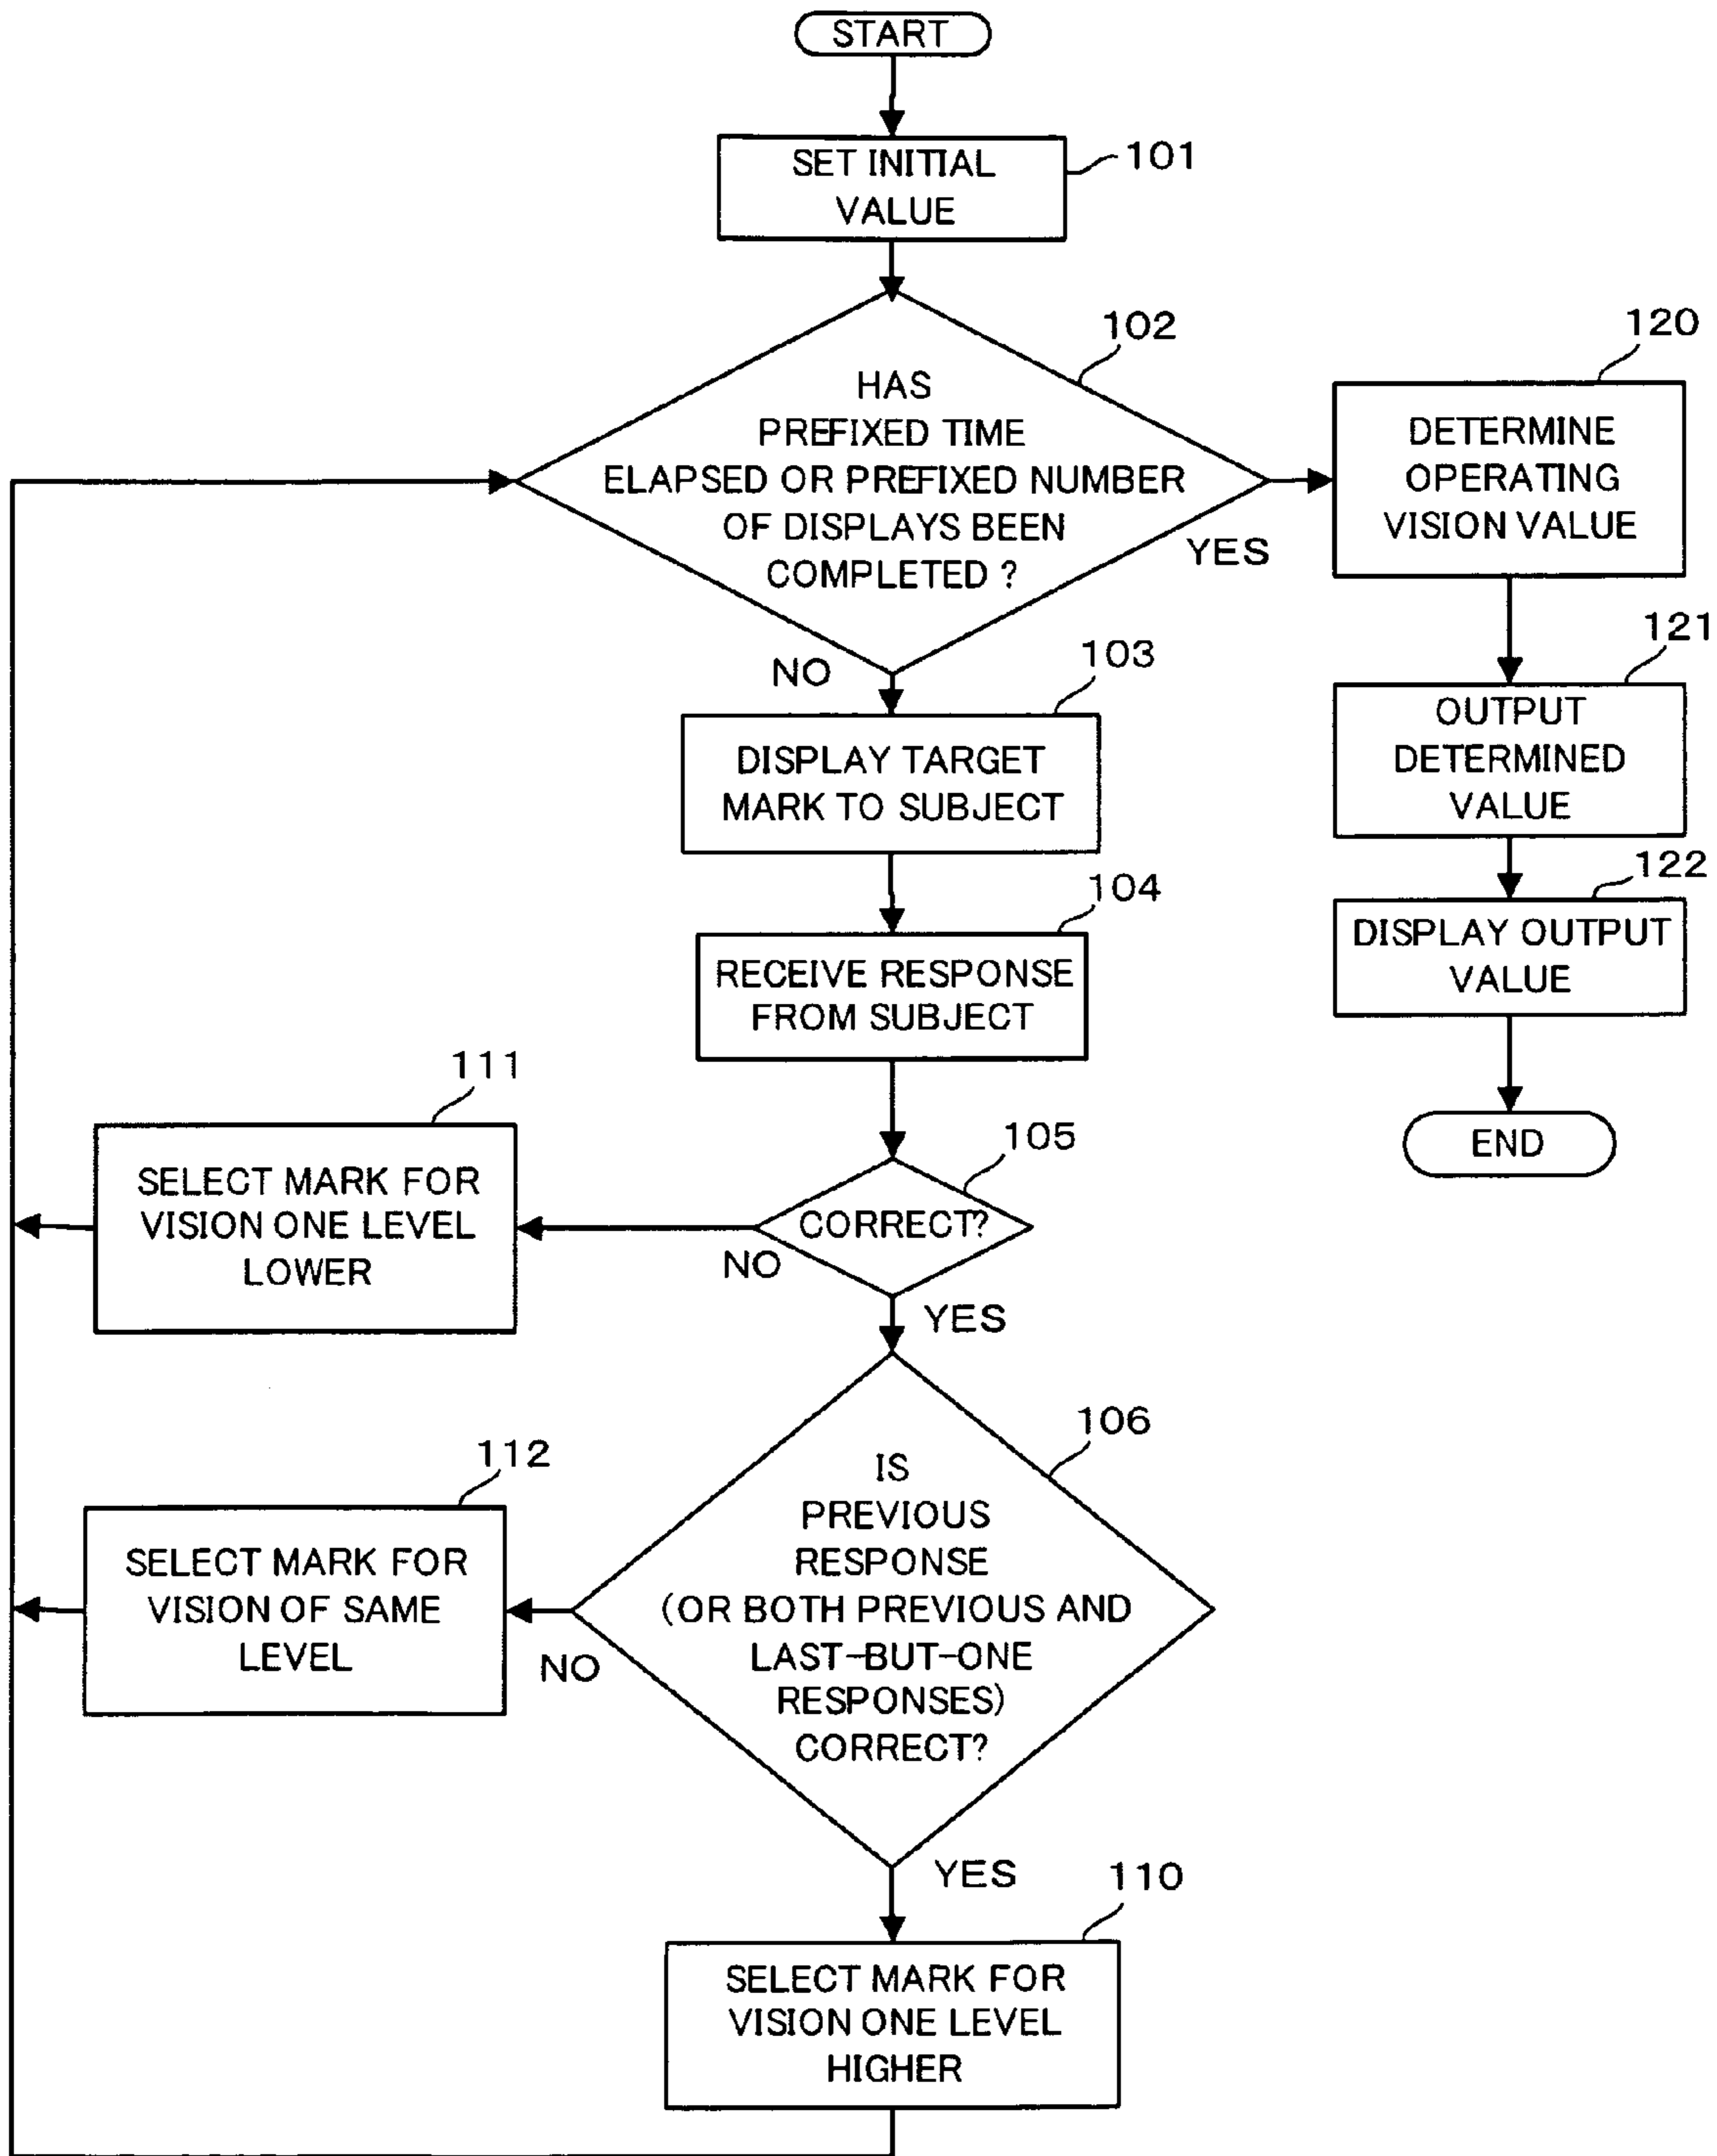 START
SET INITIAL
VALUE
101
HAS
PREFIXED TIME
ELAPSED OR PREFIXED NUMBER
OF DISPLAYS BEEN
COMPLETED ?
102
YES
NO
120
DETERMINE
OPERATING
VISION VALUE
121
OUTPUT
DETERMINED
VALUE
122
DISPLAY OUTPUT
VALUE
END
103
DISPLAY TARGET
MARK TO SUBJECT
104
RECEIVE RESPONSE
FROM SUBJECT
105
CORRECT?
NO
YES
111
SELECT MARK FOR
VISION ONE LEVEL
LOWER
106
IS
PREVIOUS
RESPONSE
(OR BOTH PREVIOUS AND
LAST-BUT-ONE
RESPONSES)
CORRECT?
NO
YES
112
SELECT MARK FOR
VISION OF SAME
LEVEL
110
SELECT MARK FOR
VISION ONE LEVEL
HIGHER